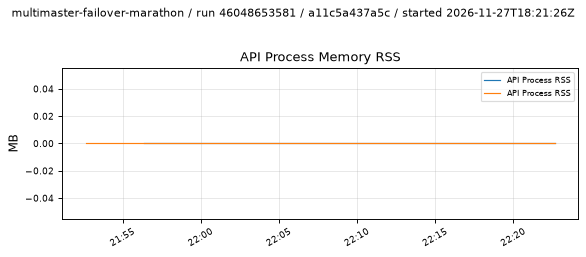 multimaster-failover-marathon / run 46048653581 / a11c5a437a5c / started 2026-11-27T18:21:26Z
API Process Memory RSS
API Process RSS
API Process RSS
MB
0.04
0.02
0.00
−0.02
−0.04
21:55
22:00
22:05
22:10
22:15
22:20